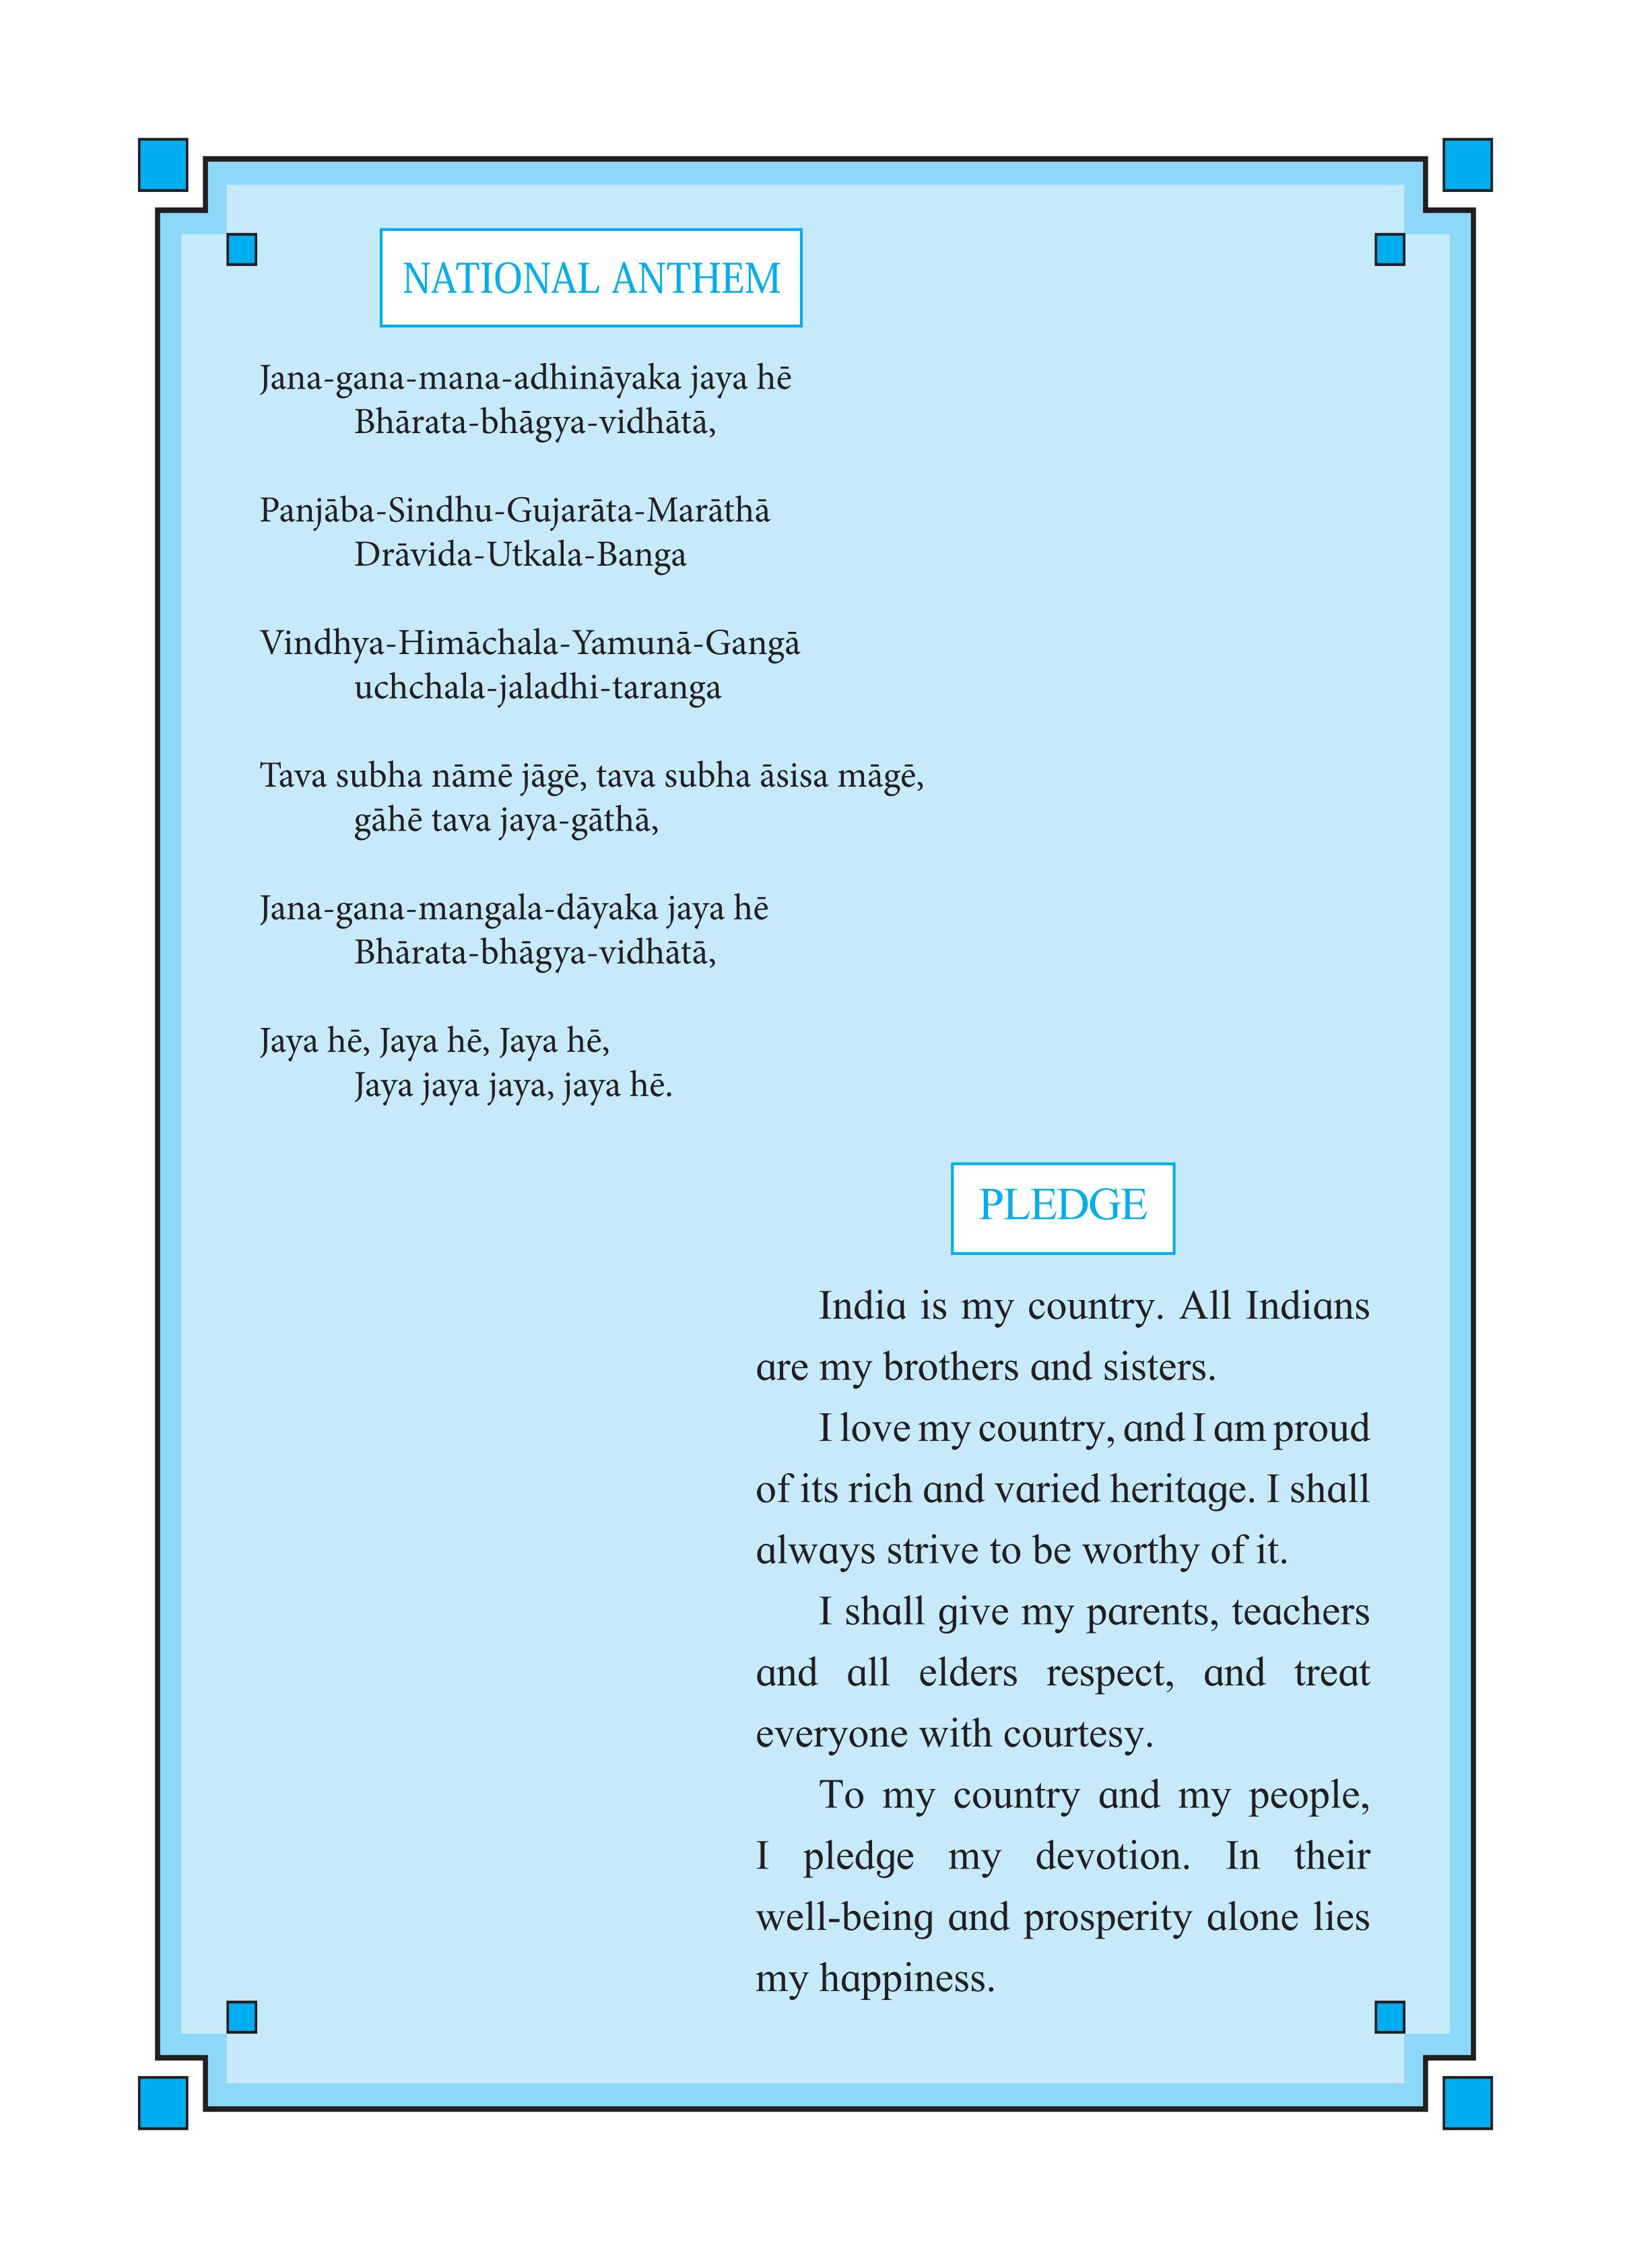 NATIONAL ANTHEM
Jana-gana-mana-adhināyaka jaya hē
Bhārata-bhāgya-vidhātā,
Panjāba-Sindhu-Gujarāta-Marāthā
Drāvida-Utkala-Banga
Vindhya-Himāchala-Yamunā-Gangā
uchchala-jaladhi-taranga
Tava subha nāmē jāgē, tava subha āsisa māgē,
gāhē tava jaya-gāthā,
Jana-gana-mangala-dāyaka jaya hē
Bhārata-bhāgya-vidhātā,
Jaya hē, Jaya hē, Jaya hē,
Jaya jaya jaya, jaya hē.
PLEDGE
India is my country. All Indians
are my brothers and sisters.
I love my country, and I am proud
of its rich and varied heritage. I shall
always strive to be worthy of it.
I shall give my parents, teachers
and all elders respect, and treat
everyone with courtesy.
To my country and my people,
I pledge my devotion. In their
well-being and prosperity alone lies
my happiness.